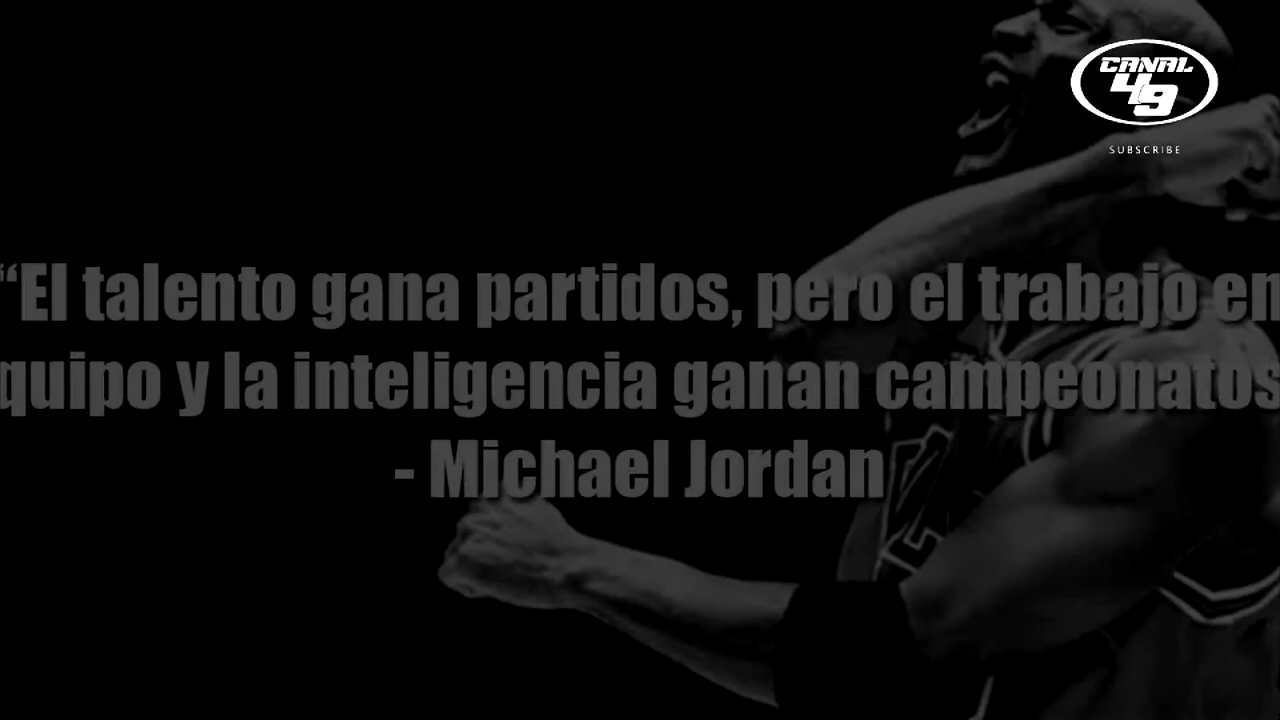 CANAL
49
SUBSCRIBE
“El talento gana partidos, pero el trabajo en
quipo y la inteligencia ganan campeonatos
- Michael Jordan